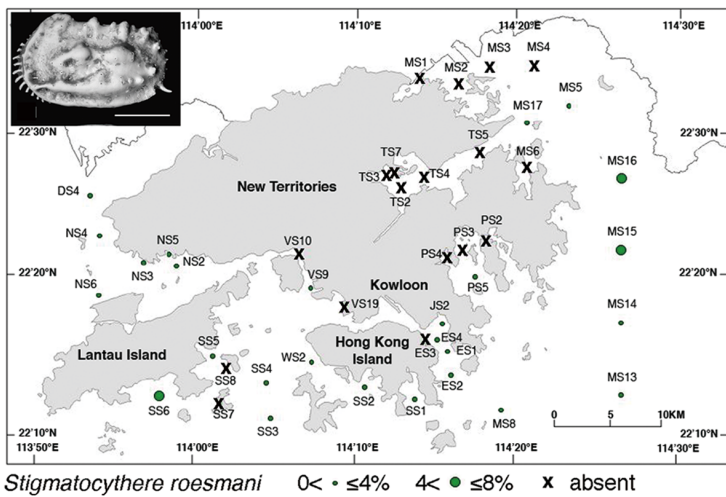 114'00"E 114'10"E 114'20"E 114'30"E
MS1 MS2 MS3 MS4
MS5
MS17
22'30"N 22'30"N
TS5
TS7
TS3 TS4
TS2
MS6
MS16
New Territories
DS4
NS4
NS5
NS3 NS2
VS10
PS3 PS2
PS4
MS15
22'20"N 22'20"N
NS6
VS9
Kowloon
PS5
VS19
JS2
MS14
Hong Kong
Island
ES4
ES3 ES1
Lantau Island
SS5
SS8
SS4
WS2
ES2
SS6
SS7
SS3
SS2
SS1
MS8
MS13
0 5 10KM
22'10"N 22'10"N
113'50"E 114'00"E 114'10"E 114'20"E 114'30"E
Stigmatocythere roesmani 0< ≤4% 4< ≤8% x absent